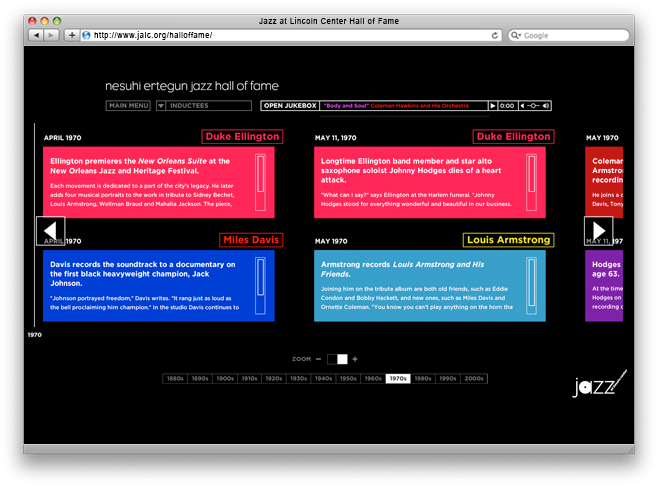 Jazz at Lincoln Center Hall of Fame
http://www.jalc.org/halloffame/
Google
nesuhi ertegun jazz hall of fame
MAIN MENU
INDUCTEES
OPEN JUKEBOX
"Body and Soul" Coleman Hawkins and His Orchestra
0:00
APRIL 1970
Duke Ellington
Ellington premieres the New Orleans Suite at the
New Orleans Jazz and Heritage Festival.
Each movement is dedicated to a part of the city's legacy. He later
adds four musical portraits to the work in tribute to Sidney Bechet,
Louis Armstrong, Wellman Braud and Mahalia Jackson. The piece,
MAY 11, 1970
Duke Ellington
Longtime Ellington band member and star alto
saxophone soloist Johnny Hodges dies of a heart
attack.
"What can I say?" says Ellington at the Harlem funeral. "Johnny
Hodges stood for everything wonderful and beautiful in our business.
MAY 1970
Coleman
Armstron
recording
He joins a
Davis, Tony
APRIL 1970
Miles Davis
Davis records the soundtrack to a documentary on
the first black heavyweight champion, Jack
Johnson.
"Johnson portrayed freedom," Davis writes. "It rang just as loud as
the bell proclaiming him champion." In the studio Davis continues to
MAY 1970
Louis Armstrong
Armstrong records Louis Armstrong and His
Friends.
Joining him on the tribute album are both old friends, such as Eddie
Condon and Bobby Hackett, and new ones, such as Miles Davis and
Ornette Coleman. "You know you can't play anything on the horn tha
MAY 11, 19
Hodges
age 63.
At the time
Hodges on
recording
1970
ZOOM
1880s 1890s 1900s 1910s 1920s 1930s 1940s 1950s 1960s 1970s 1980s 1990s 2000s
jazz